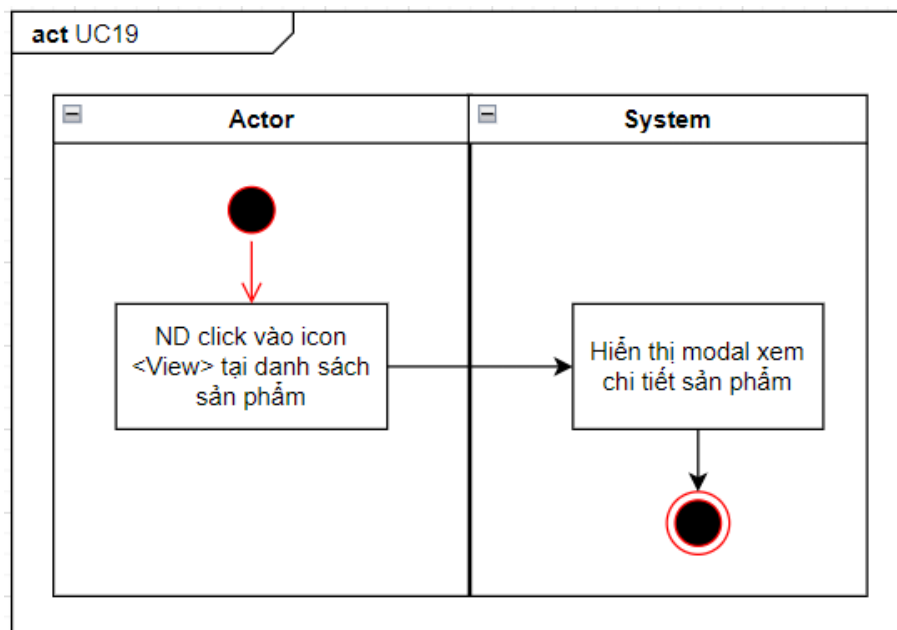 act UC19
Actor
System
ND click vào icon
<View> tại danh sách
sản phẩm
Hiển thị modal xem
chi tiết sản phẩm